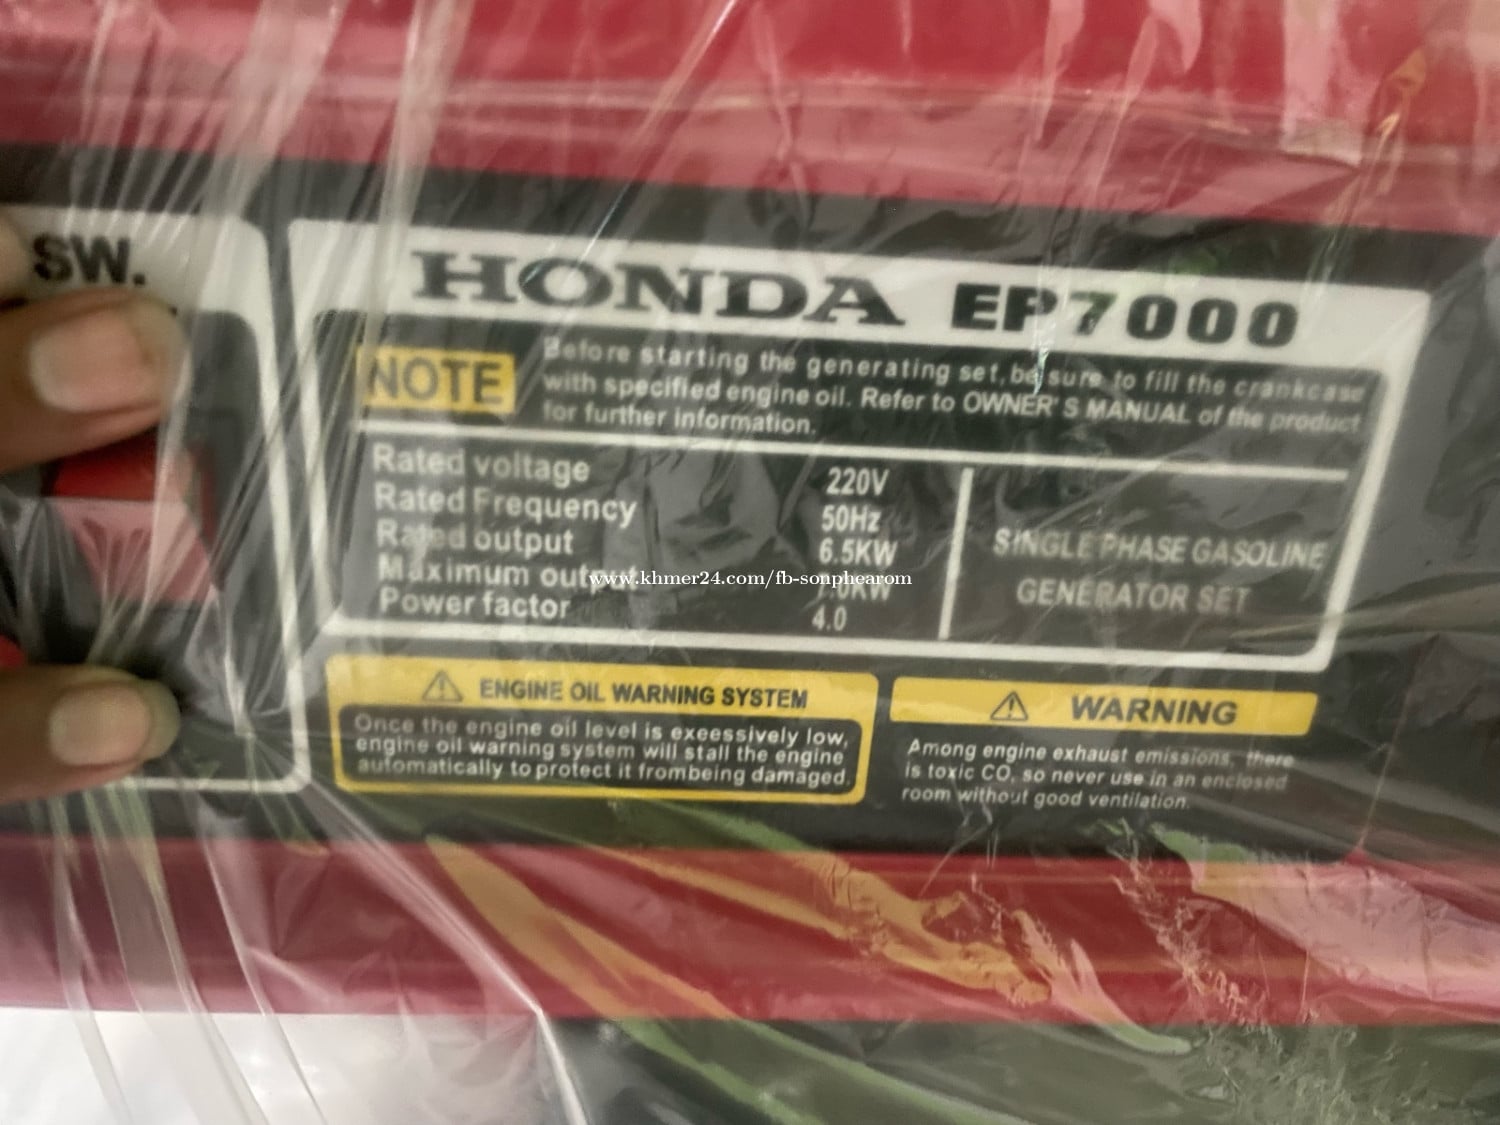 SW.
HONDA EP7000
NOTE
Before starting the generating set, be sure to fill the crankcase
with specified engine oil. Refer to OWNER'S MANUAL of the product
for further information.
Rated voltage 220V
Rated Frequency 50Hz
Rated output 6.5KW
Maximum output 7.0KW
Power factor 4.0
SINGLE PHASE GASOLINE
GENERATOR SET
www.khmer24.com/fb-sonphearom
ENGINE OIL WARNING SYSTEM
Once the engine oil level is exeessively low,
engine oil warning system will stall the engine
automatically to protect it frombeing damaged.
WARNING
Among engine exhaust emissions, there
is toxic CO, so never use in an enclosed
room without good ventilation.